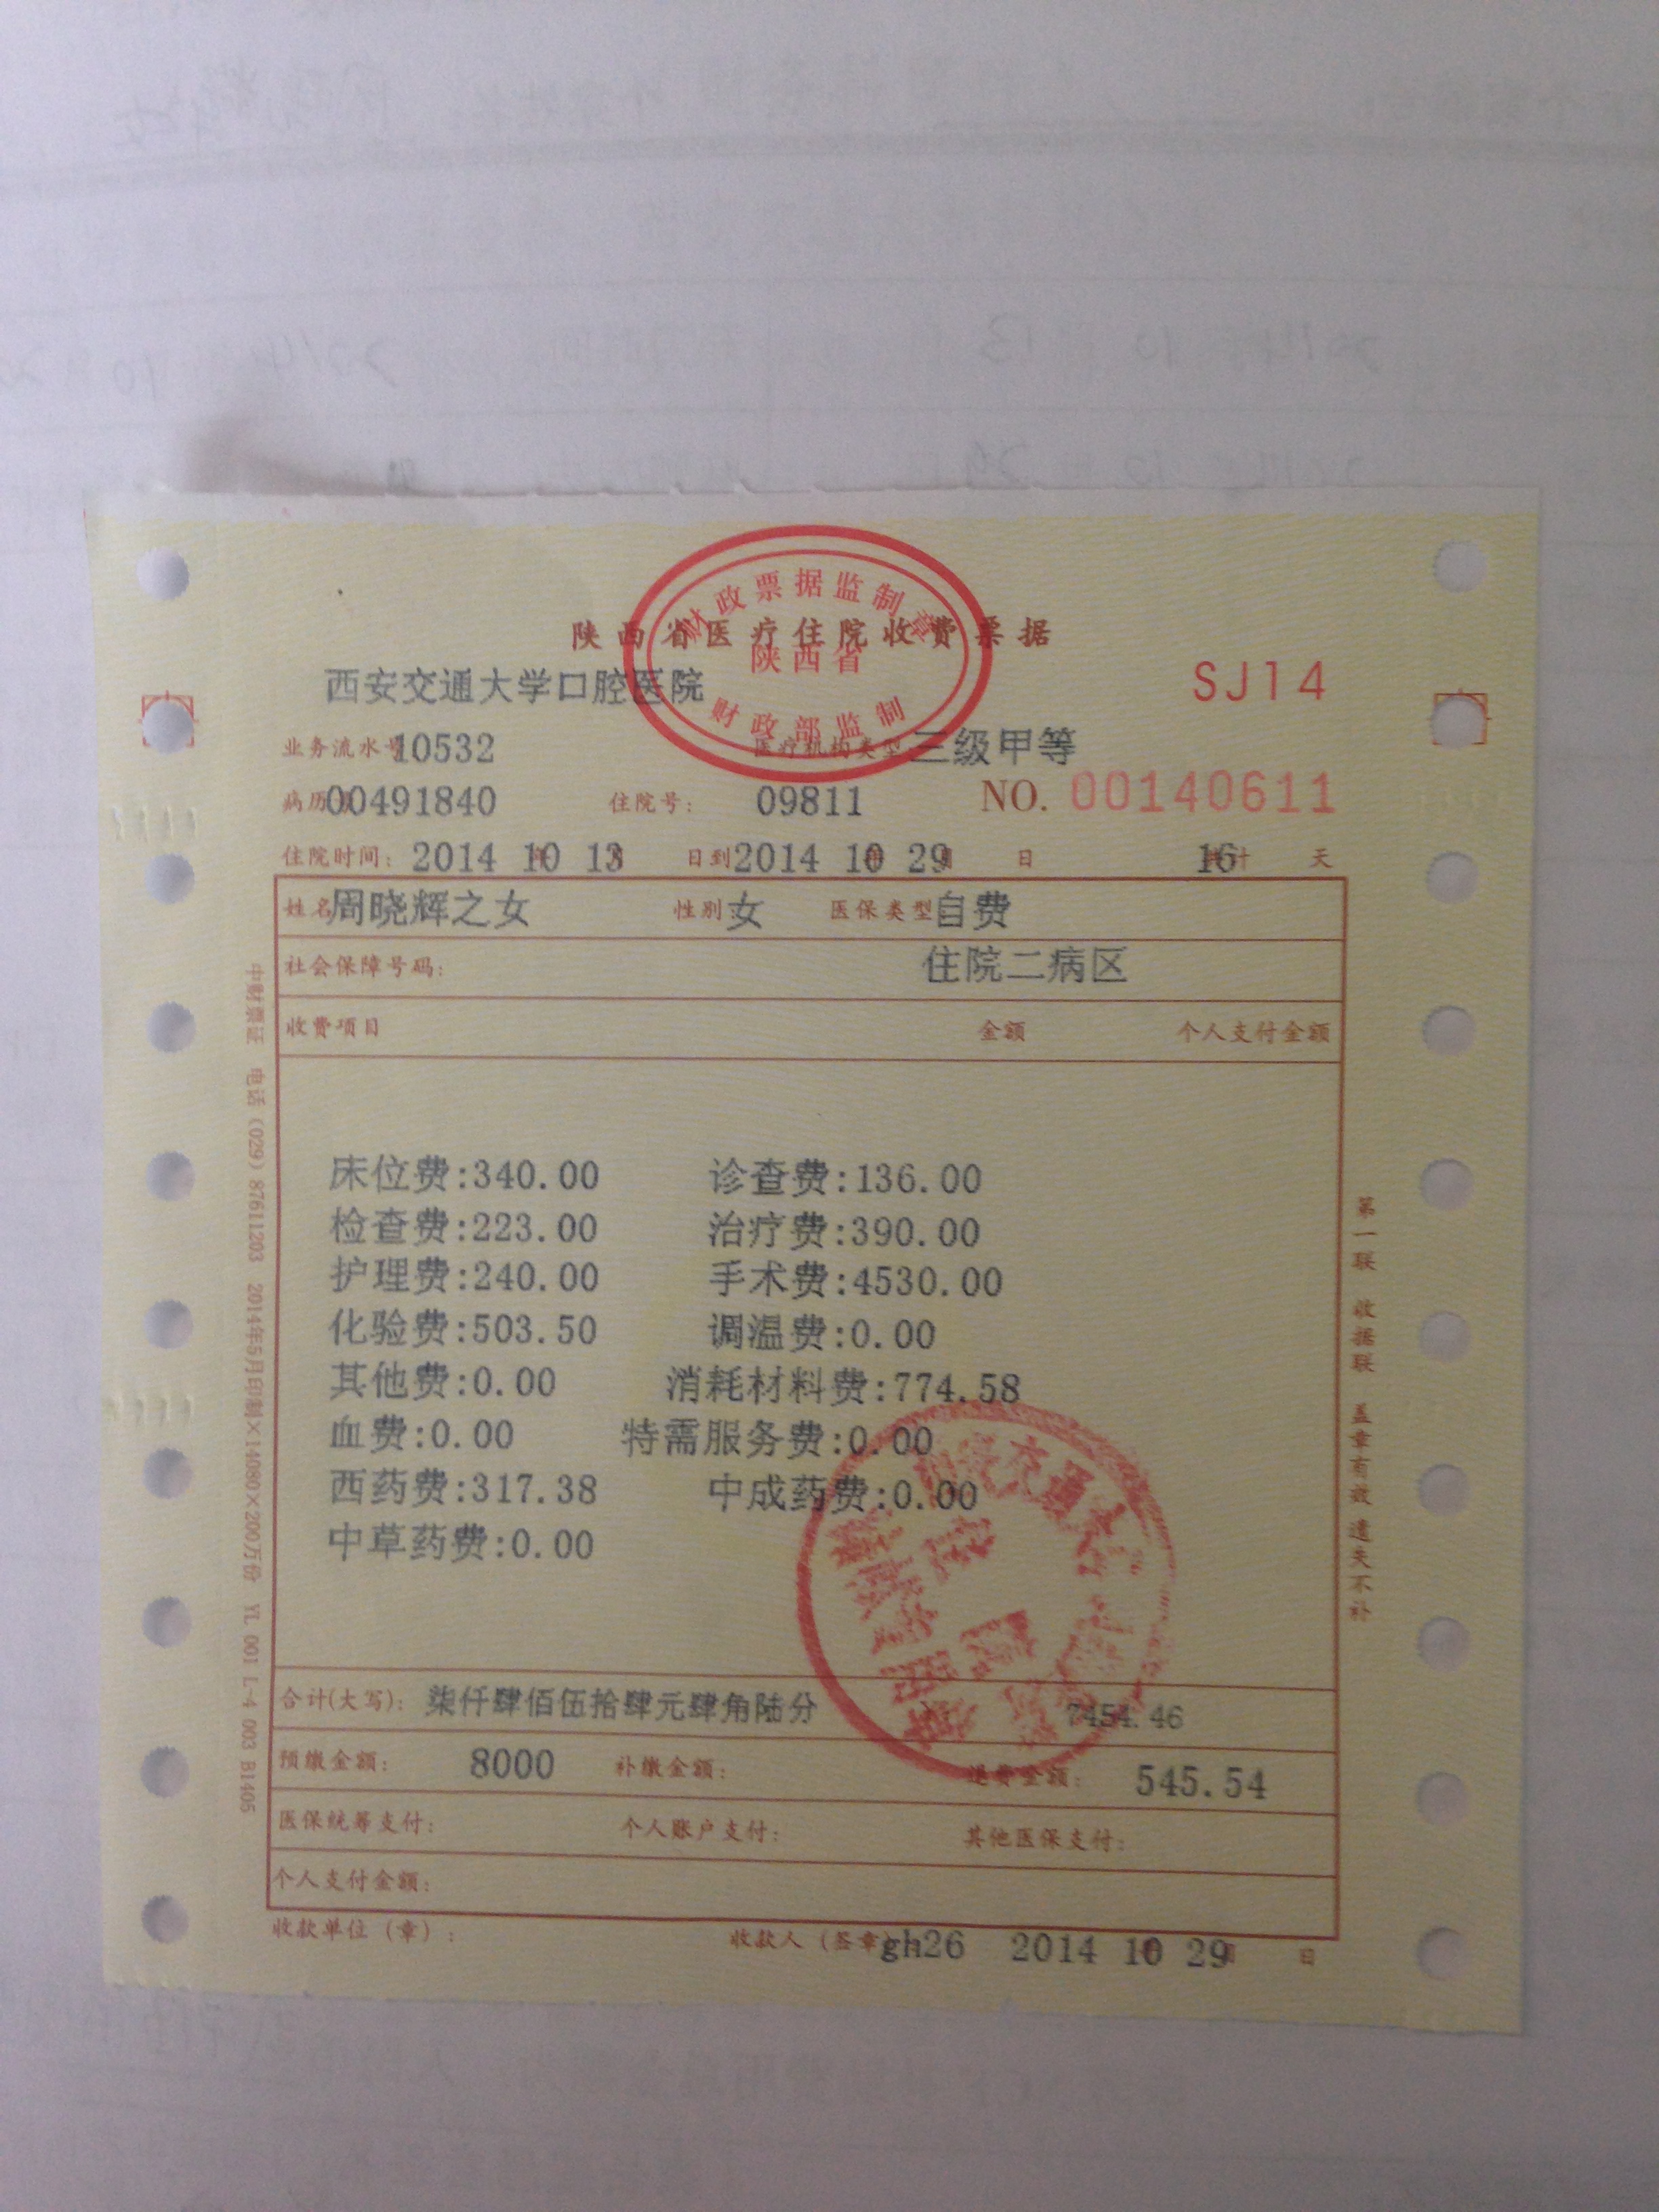 财政票据监制章
陕西省医疗住院收费票据
陕西省
财政部监制
西安交通大学口腔医院
SJ14
业务流水号 10532 医疗机构类型 三级甲等
病历 00491840 住院号: 09811 NO. 00140611
住院时间: 2014 年 10 月 13 日到 2014 年 10 月 29 日 共计 16 天
姓名 周晓辉之女 性别 女 医保类型 自费
社会保障号码: 住院二病区
收费项目 金额 个人支付金额
床位费:340.00 诊查费:136.00
检查费:223.00 治疗费:390.00
护理费:240.00 手术费:4530.00
化验费:503.50 调温费:0.00
其他费:0.00 消耗材料费:774.58
血费:0.00 特需服务费:0.00
西药费:317.38 中成药费:0.00
中草药费:0.00
合计(大写): 柒仟肆佰伍拾肆元肆角陆分 7454.46
预缴金额: 8000 补缴金额: 退费金额: 545.54
医保统筹支付: 个人账户支付: 其他医保支付:
个人支付金额:
收款单位(章): 收款人(签章) gh26 2014 年 10 月 29 日
中财票证 电话(029)87611203 2014年5月印制×14080×200万份 YL 001 L-4 003 B1405
第一联 收据联 盖章有效 遗失不补